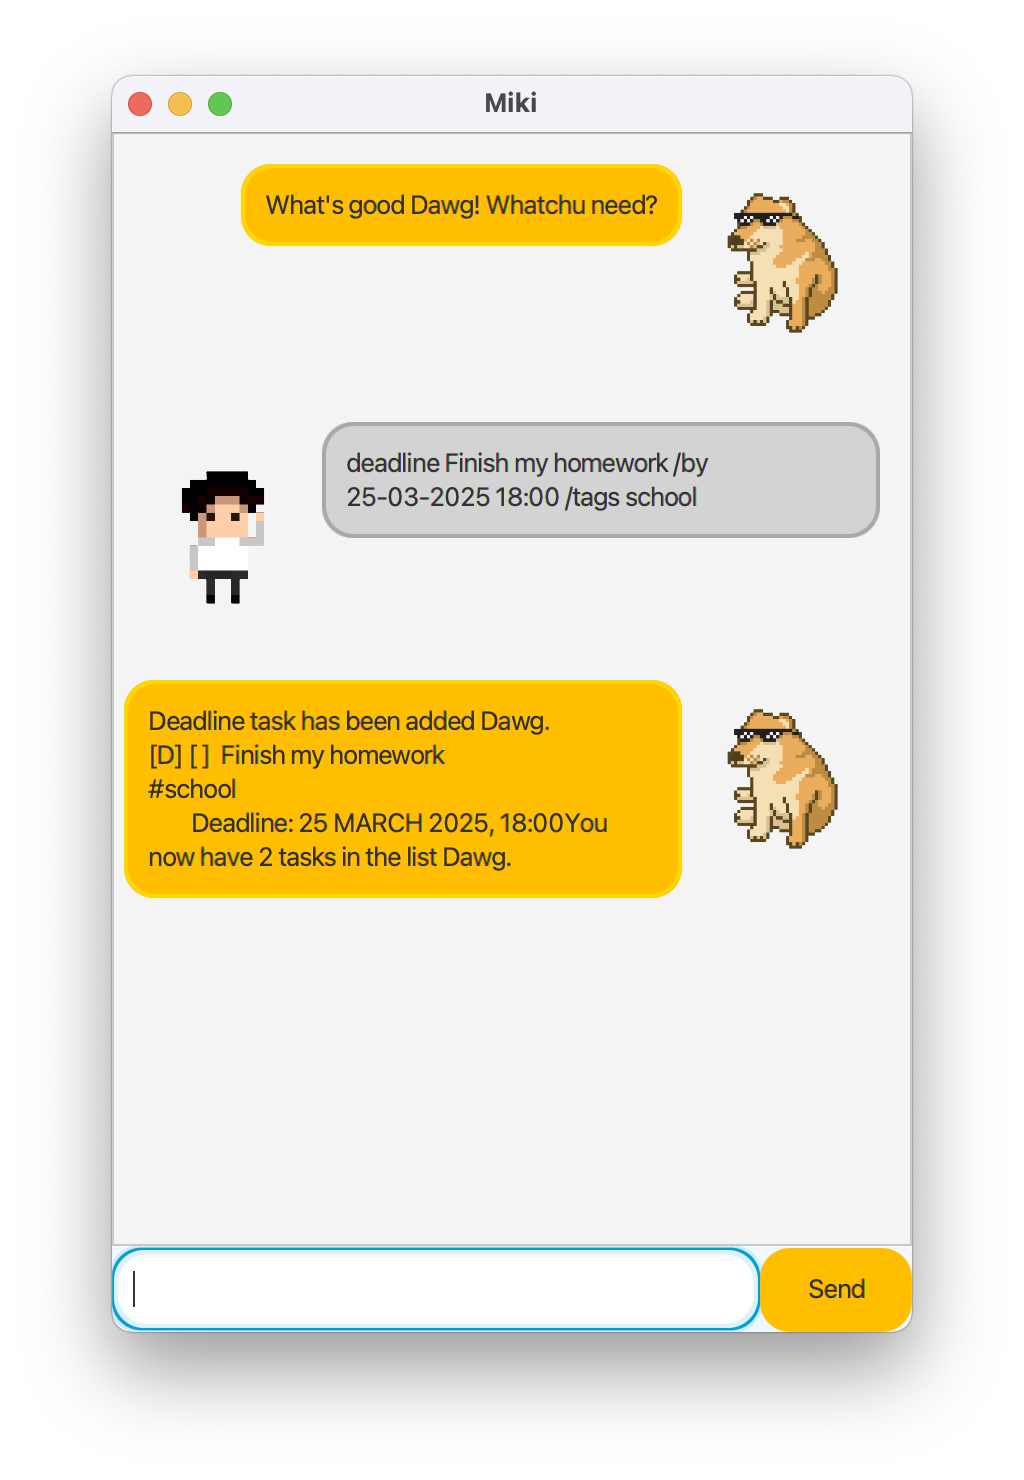 Miki
What's good Dawg! Whatchu need?
deadline Finish my homework /by
25-03-2025 18:00 /tags school
Deadline task has been added Dawg.
[D] [ ] Finish my homework
#school
Deadline: 25 MARCH 2025, 18:00You
now have 2 tasks in the list Dawg.
Send